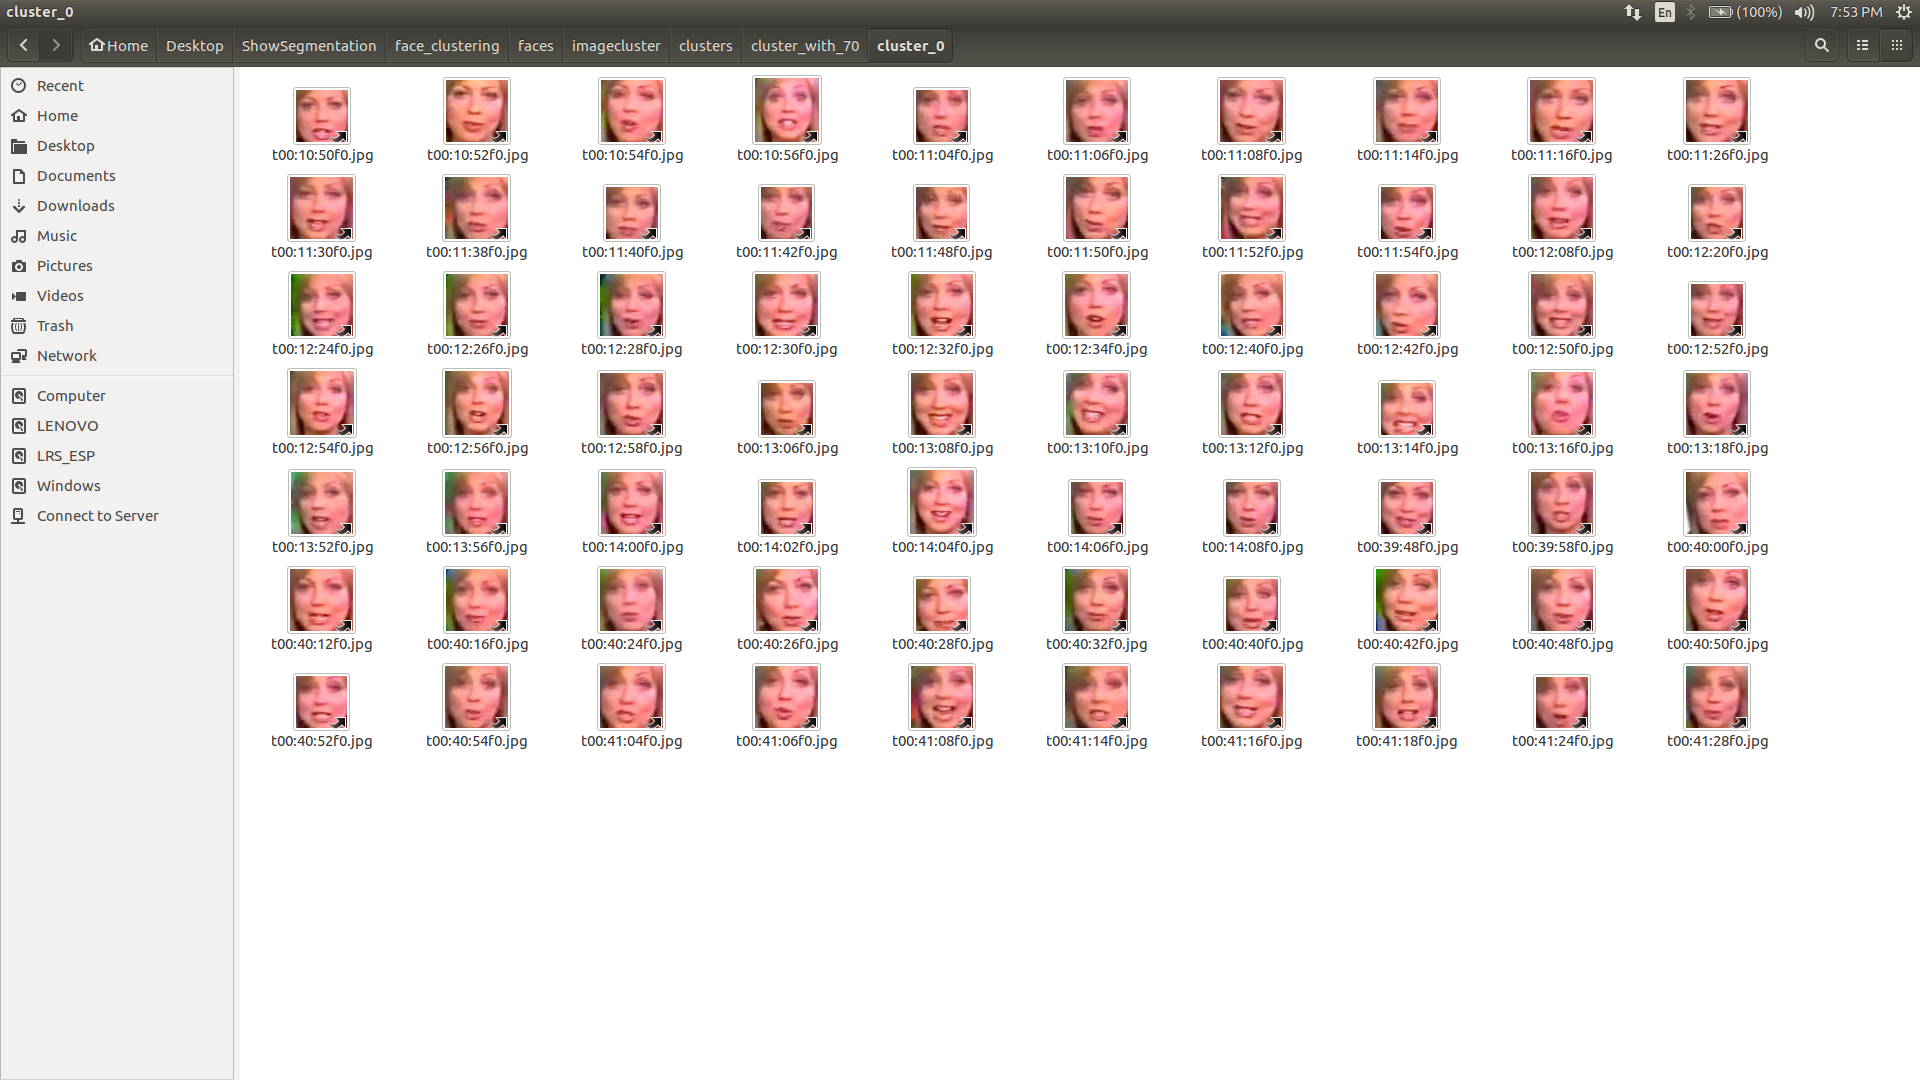 cluster_0
En
(100%)
7:53 PM
Home
Desktop
ShowSegmentation
face_clustering
faces
imagecluster
clusters
cluster_with_70
cluster_0
Recent
Home
Desktop
Documents
Downloads
Music
Pictures
Videos
Trash
Network
Computer
LENOVO
LRS_ESP
Windows
Connect to Server
t00:10:50f0.jpg t00:10:52f0.jpg t00:10:54f0.jpg t00:10:56f0.jpg t00:11:04f0.jpg t00:11:06f0.jpg t00:11:08f0.jpg t00:11:14f0.jpg t00:11:16f0.jpg t00:11:26f0.jpg
t00:11:30f0.jpg t00:11:38f0.jpg t00:11:40f0.jpg t00:11:42f0.jpg t00:11:48f0.jpg t00:11:50f0.jpg t00:11:52f0.jpg t00:11:54f0.jpg t00:12:08f0.jpg t00:12:20f0.jpg
t00:12:24f0.jpg t00:12:26f0.jpg t00:12:28f0.jpg t00:12:30f0.jpg t00:12:32f0.jpg t00:12:34f0.jpg t00:12:40f0.jpg t00:12:42f0.jpg t00:12:50f0.jpg t00:12:52f0.jpg
t00:12:54f0.jpg t00:12:56f0.jpg t00:12:58f0.jpg t00:13:06f0.jpg t00:13:08f0.jpg t00:13:10f0.jpg t00:13:12f0.jpg t00:13:14f0.jpg t00:13:16f0.jpg t00:13:18f0.jpg
t00:13:52f0.jpg t00:13:56f0.jpg t00:14:00f0.jpg t00:14:02f0.jpg t00:14:04f0.jpg t00:14:06f0.jpg t00:14:08f0.jpg t00:39:48f0.jpg t00:39:58f0.jpg t00:40:00f0.jpg
t00:40:12f0.jpg t00:40:16f0.jpg t00:40:24f0.jpg t00:40:26f0.jpg t00:40:28f0.jpg t00:40:32f0.jpg t00:40:40f0.jpg t00:40:42f0.jpg t00:40:48f0.jpg t00:40:50f0.jpg
t00:40:52f0.jpg t00:40:54f0.jpg t00:41:04f0.jpg t00:41:06f0.jpg t00:41:08f0.jpg t00:41:14f0.jpg t00:41:16f0.jpg t00:41:18f0.jpg t00:41:24f0.jpg t00:41:28f0.jpg